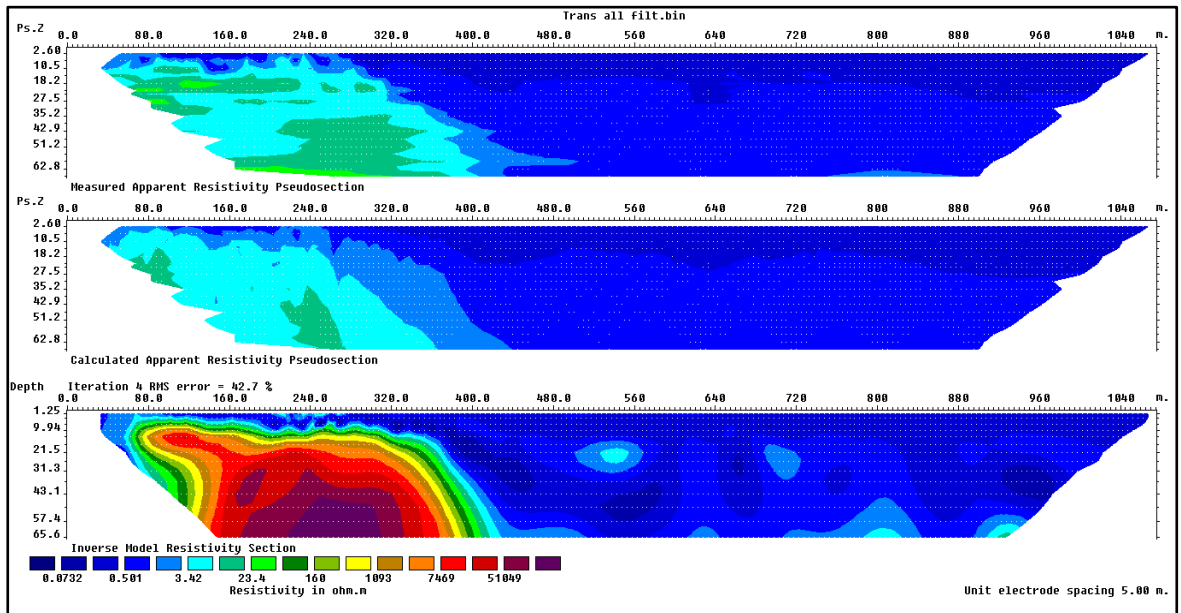 Trans all filt.bin
Ps.Z 0.0 80.0 160.0 240.0 320.0 400.0 480.0 560 640 720 800 880 960 1040 m.
2.60
10.5
18.2
27.5
35.2
42.9
51.2
62.8
Measured Apparent Resistivity Pseudosection
Ps.Z 0.0 80.0 160.0 240.0 320.0 400.0 480.0 560 640 720 800 880 960 1040 m.
2.60
10.5
18.2
27.5
35.2
42.9
51.2
62.8
Calculated Apparent Resistivity Pseudosection
Depth Iteration 4 RMS error = 42.7 %
0.0 80.0 160.0 240.0 320.0 400.0 480.0 560 640 720 800 880 960 1040 m.
1.25
9.94
21.5
31.3
43.1
57.4
65.6
Inverse Model Resistivity Section
0.0732 0.501 3.42 23.4 160 1093 7469 51049
Resistivity in ohm.m
Unit electrode spacing 5.00 m.